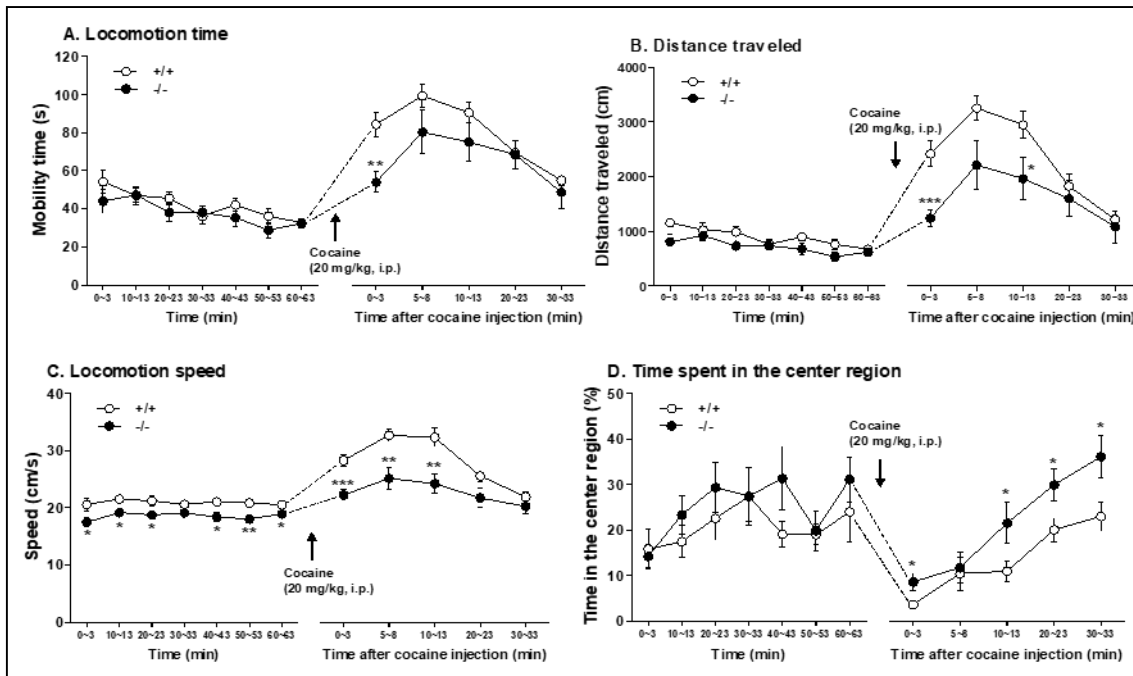 A. Locomotion time
+/+
-/-
Mobility time (s)
120
100
80
60
40
20
0
**
Cocaine
(20 mg/kg, i.p.)
0~3 10~13 20~23 30~33 40~43 50~53 60~63
0~3 5~8 10~13 20~23 30~33
Time (min)
Time after cocaine injection (min)
B. Distance traveled
+/+
-/-
Distance traveled (cm)
4000
3000
2000
1000
0
Cocaine
(20 mg/kg, i.p.)
***
*
0~3 10~13 20~23 30~33 40~43 50~53 60~63
0~3 5~8 10~13 20~23 30~33
Time (min)
Time after cocaine injection (min)
C. Locomotion speed
+/+
-/-
Speed (cm/s)
40
30
20
10
0
*** ** **
* * * * ** *
Cocaine
(20 mg/kg, i.p.)
0~3 10~13 20~23 30~33 40~43 50~53 60~63
0~3 5~8 10~13 20~23 30~33
Time (min)
Time after cocaine injection (min)
D. Time spent in the center region
+/+
-/-
Time in the center region (%)
50
40
30
20
10
0
Cocaine
(20 mg/kg, i.p.)
* * * *
0~3 10~13 20~23 30~33 40~43 50~53 60~63
0~3 5~8 10~13 20~23 30~33
Time (min)
Time after cocaine injection (min)